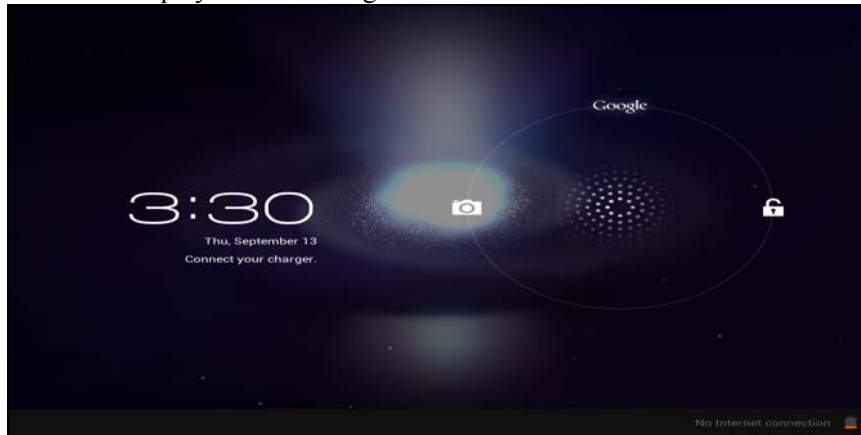 Google
3:30
Thu, September 13
Connect your charger.
No Internet connection